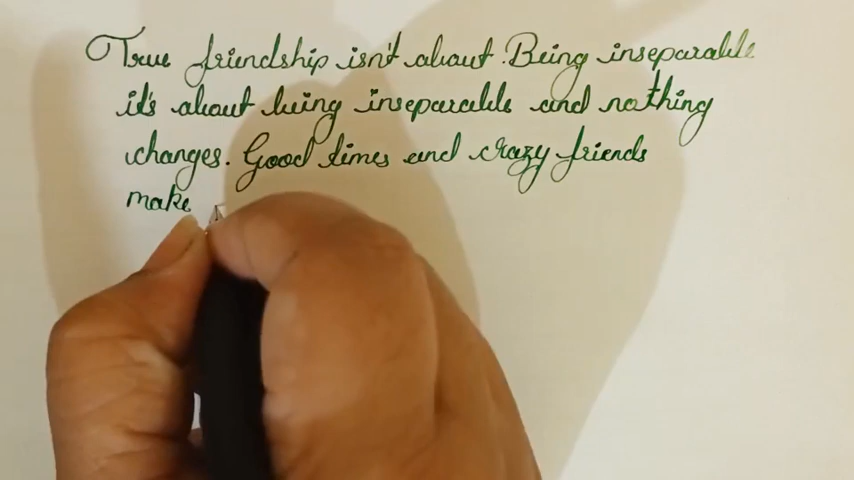 True friendship isn't about Being inseparable
it's about being inseparable and nothing
changes. Good times and crazy friends
make